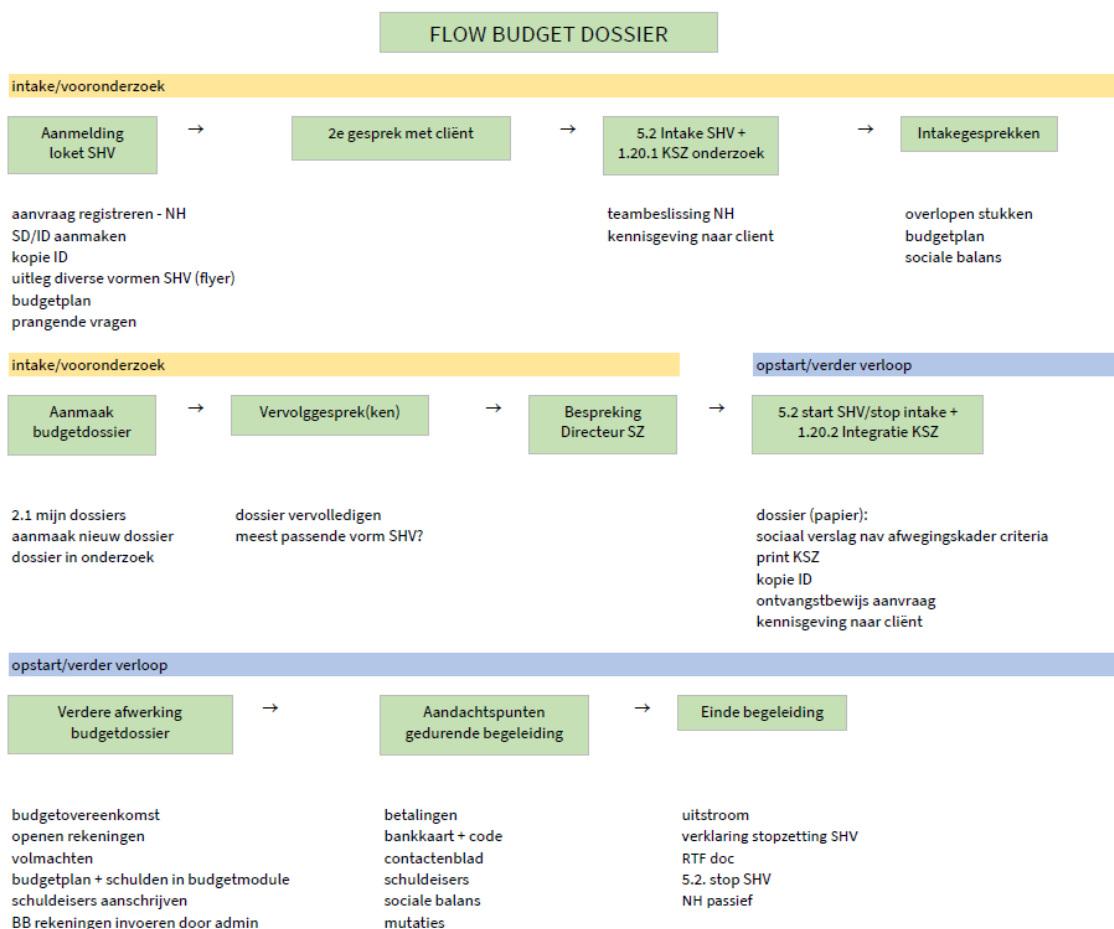 FLOW BUDGET DOSSIER
intake/vooronderzoek
Aanmelding
loket SHV
→
2e gesprek met cliënt
→
5.2 Intake SHV +
1.20.1 KSZ onderzoek
→
Intakegesprekken
aanvraag registreren - NH
SD/ID aanmaken
kopie ID
uitleg diverse vormen SHV (flyer)
budgetplan
prangende vragen
teambeslissing NH
kennisgeving naar client
overlopen stukken
budgetplan
sociale balans
intake/vooronderzoek
opstart/verder verloop
Aanmaak
budgetdossier
→
Vervolggesprek(ken)
→
Bespreking
Directeur SZ
→
5.2 start SHV/stop intake +
1.20.2 Integratie KSZ
2.1 mijn dossiers
aanmaak nieuw dossier
dossier in onderzoek
dossier vervolledigen
meest passende vorm SHV?
dossier (papier):
sociaal verslag nav afwegingskader criteria
print KSZ
kopie ID
ontvangstbewijs aanvraag
kennisgeving naar cliënt
opstart/verder verloop
Verdere afwerking
budgetdossier
→
Aandachtspunten
gedurende begeleiding
→
Einde begeleiding
budgetovereenkomst
openen rekeningen
volmachten
budgetplan + schulden in budgetmodule
schuldeisers aanschrijven
BB rekeningen invoeren door admin
betalingen
bankkaart + code
contactenblad
schuldeisers
sociale balans
mutaties
uitstroom
verklaring stopzetting SHV
RTF doc
5.2. stop SHV
NH passief